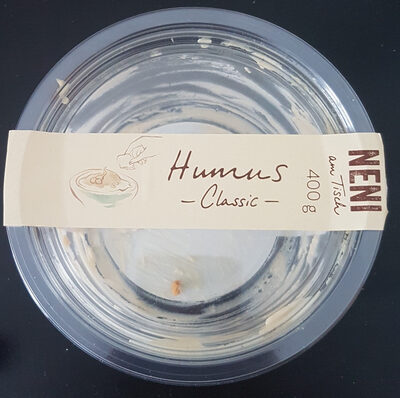 Humus
- Classic -
400g
NENI
am Tisch